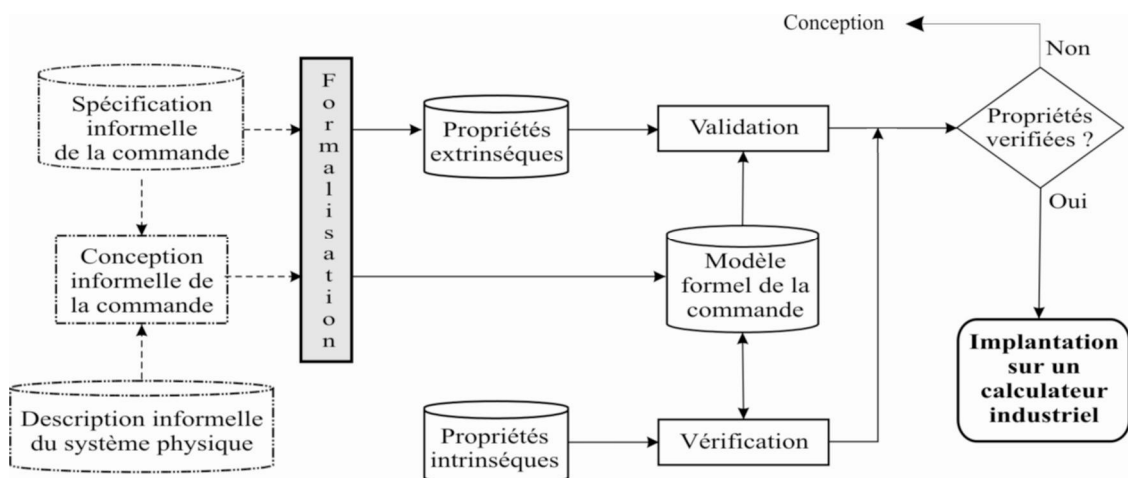 Conception
Non
Spécification
informelle
de la commande
Formalisation
Propriétés
extrinséques
Validation
Propriétés
verifiées ?
Oui
Conception
informelle de
la commande
Modèle
formel de la
commande
Implantation
sur un
calculateur
industriel
Description informelle
du système physique
Propriétés
intrinséques
Vérification